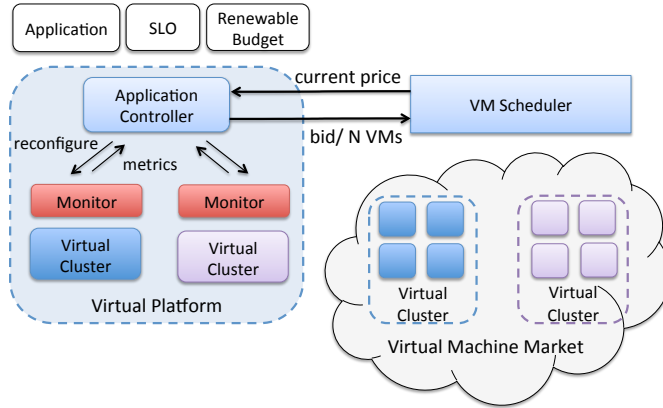 Application
SLO
Renewable
Budget
Application
Controller
current price
VM Scheduler
bid/ N VMs
reconfigure
metrics
Monitor
Monitor
Virtual
Cluster
Virtual
Cluster
Virtual Platform
Virtual
Cluster
Virtual
Cluster
Virtual Machine Market